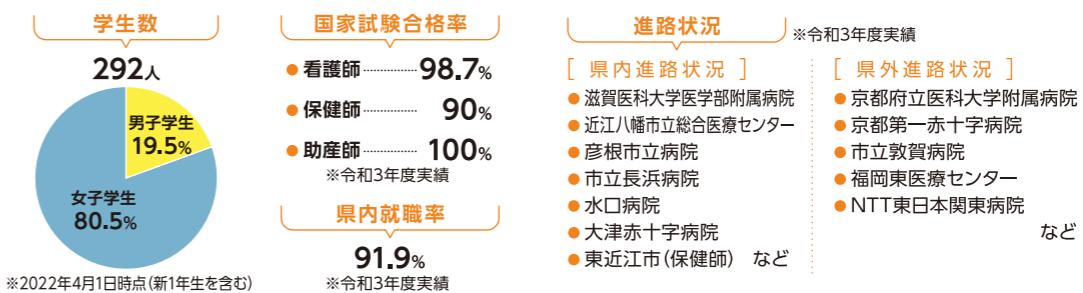 学生数
292人
男子学生
19.5%
女子学生
80.5%
※2022年4月1日時点(新1年生を含む)
国家試験合格率
●看護師 98.7%
●保健師 90%
●助産師 100%
※令和3年度実績
県内就職率
91.9%
※令和3年度実績
進路状況 ※令和3年度実績
[ 県内進路状況 ]
●滋賀医科大学医学部附属病院
●近江八幡市立総合医療センター
●彦根市立病院
●市立長浜病院
●水口病院
●大津赤十字病院
●東近江市(保健師) など
[ 県外進路状況 ]
●京都府立医科大学附属病院
●京都第一赤十字病院
●市立敦賀病院
●福岡東医療センター
●NTT東日本関東病院
など